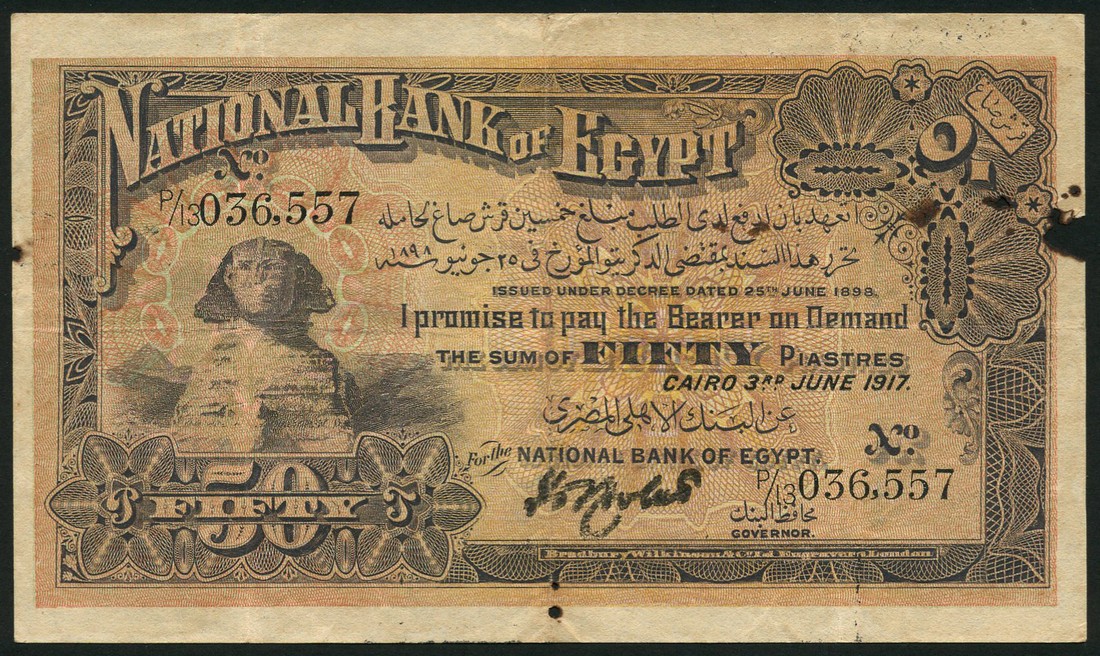 NATIONAL BANK OF EGYPT
قرش صاغ
No
P/13 036,557
اتعهد بان ادفع لدى الطلب مبلغ خمسين قرش صاغ لحامله
تحرر هذا السند بمقتضى الدكريتو المؤرخ فى ٢٥ جونيو سنه ١٨٩٨
ISSUED UNDER DECREE DATED 25TH JUNE 1898.
I promise to pay the Bearer on Demand
THE SUM OF FIFTY PIASTRES
CAIRO 3RD JUNE 1917.
عن البنك الاهلى المصرى
No
For the NATIONAL BANK OF EGYPT.
P/13 036,557
محافظ البنك
GOVERNOR.
50
P FIFTY T
Bradbury Wilkinson & Co. Ld. Engravers London